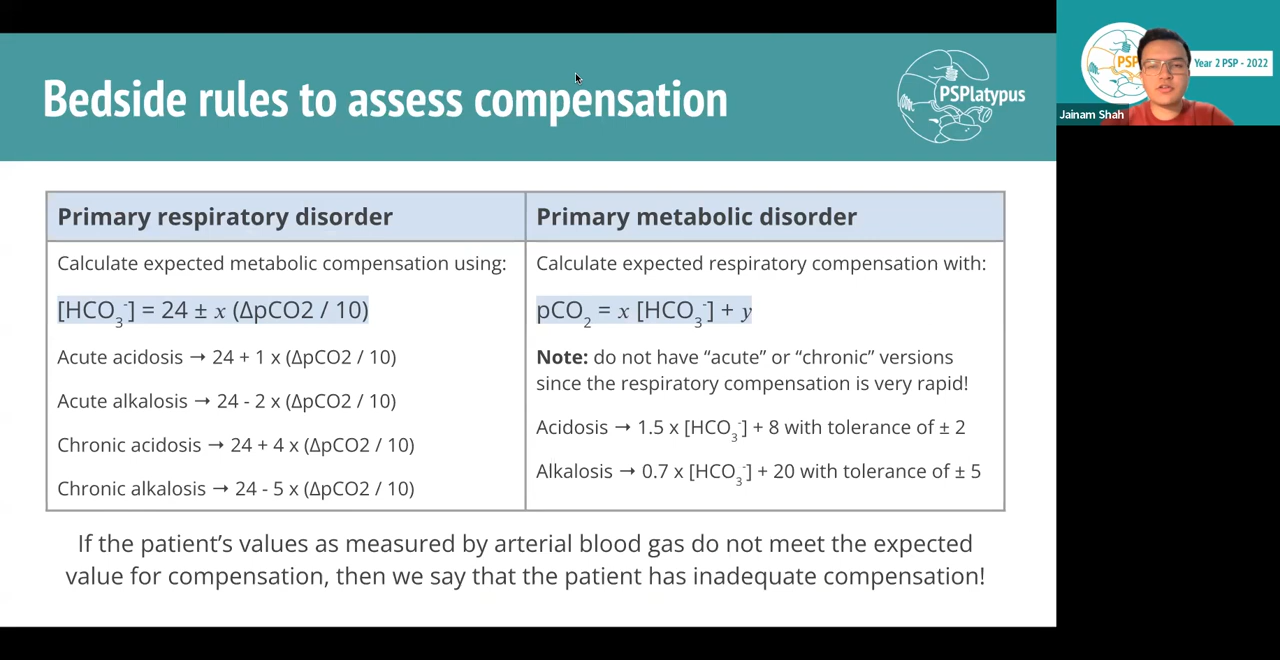 Bedside rules to assess compensation
PSPlatypus
PSP
Year 2 PSP - 2022
Jainam Shah
Primary respiratory disorder
Primary metabolic disorder
Calculate expected metabolic compensation using:
[HCO₃⁻] = 24 ± x (ΔpCO2 / 10)
Acute acidosis → 24 + 1 x (ΔpCO2 / 10)
Acute alkalosis → 24 - 2 x (ΔpCO2 / 10)
Chronic acidosis → 24 + 4 x (ΔpCO2 / 10)
Chronic alkalosis → 24 - 5 x (ΔpCO2 / 10)
Calculate expected respiratory compensation with:
pCO₂ = x [HCO₃⁻] + y
Note: do not have “acute” or “chronic” versions
since the respiratory compensation is very rapid!
Acidosis → 1.5 x [HCO₃⁻] + 8 with tolerance of ± 2
Alkalosis → 0.7 x [HCO₃⁻] + 20 with tolerance of ± 5
If the patient’s values as measured by arterial blood gas do not meet the expected
value for compensation, then we say that the patient has inadequate compensation!